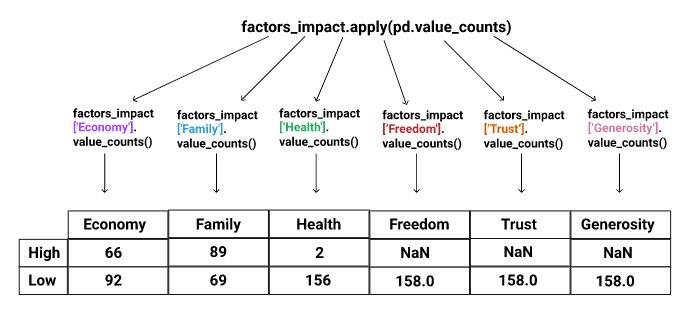 factors_impact.apply(pd.value_counts)
factors_impact
['Economy'].
value_counts()
factors_impact
['Family'].
value_counts()
factors_impact
['Health'].
value_counts()
factors_impact
['Freedom'].
value_counts()
factors_impact
['Trust'].
value_counts()
factors_impact
['Generosity'].
value_counts()
Economy Family Health Freedom Trust Generosity
High 66 89 2 NaN NaN NaN
Low 92 69 156 158.0 158.0 158.0